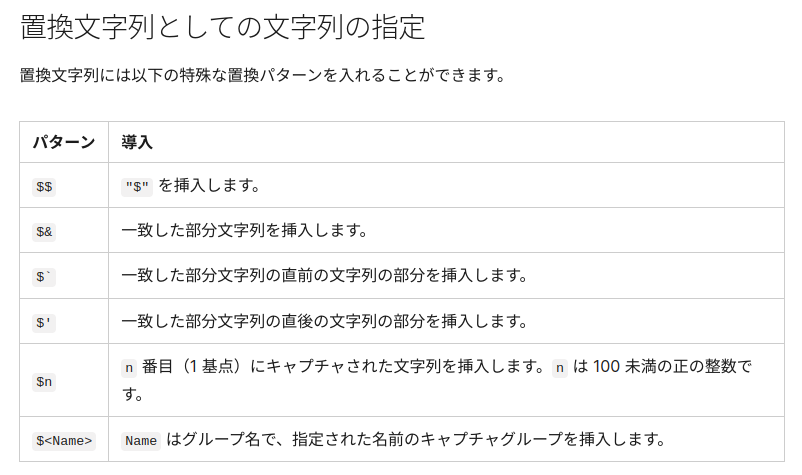 置換文字列としての文字列の指定
置換文字列には以下の特殊な置換パターンを入れることができます。
パターン 導入
$$ "$" を挿入します。
$& 一致した部分文字列を挿入します。
$` 一致した部分文字列の直前の文字列の部分を挿入します。
$' 一致した部分文字列の直後の文字列の部分を挿入します。
$n n 番目（1 基点）にキャプチャされた文字列を挿入します。n は 100 未満の正の整数で
す。
$<Name> Name はグループ名で、指定された名前のキャプチャグループを挿入します。